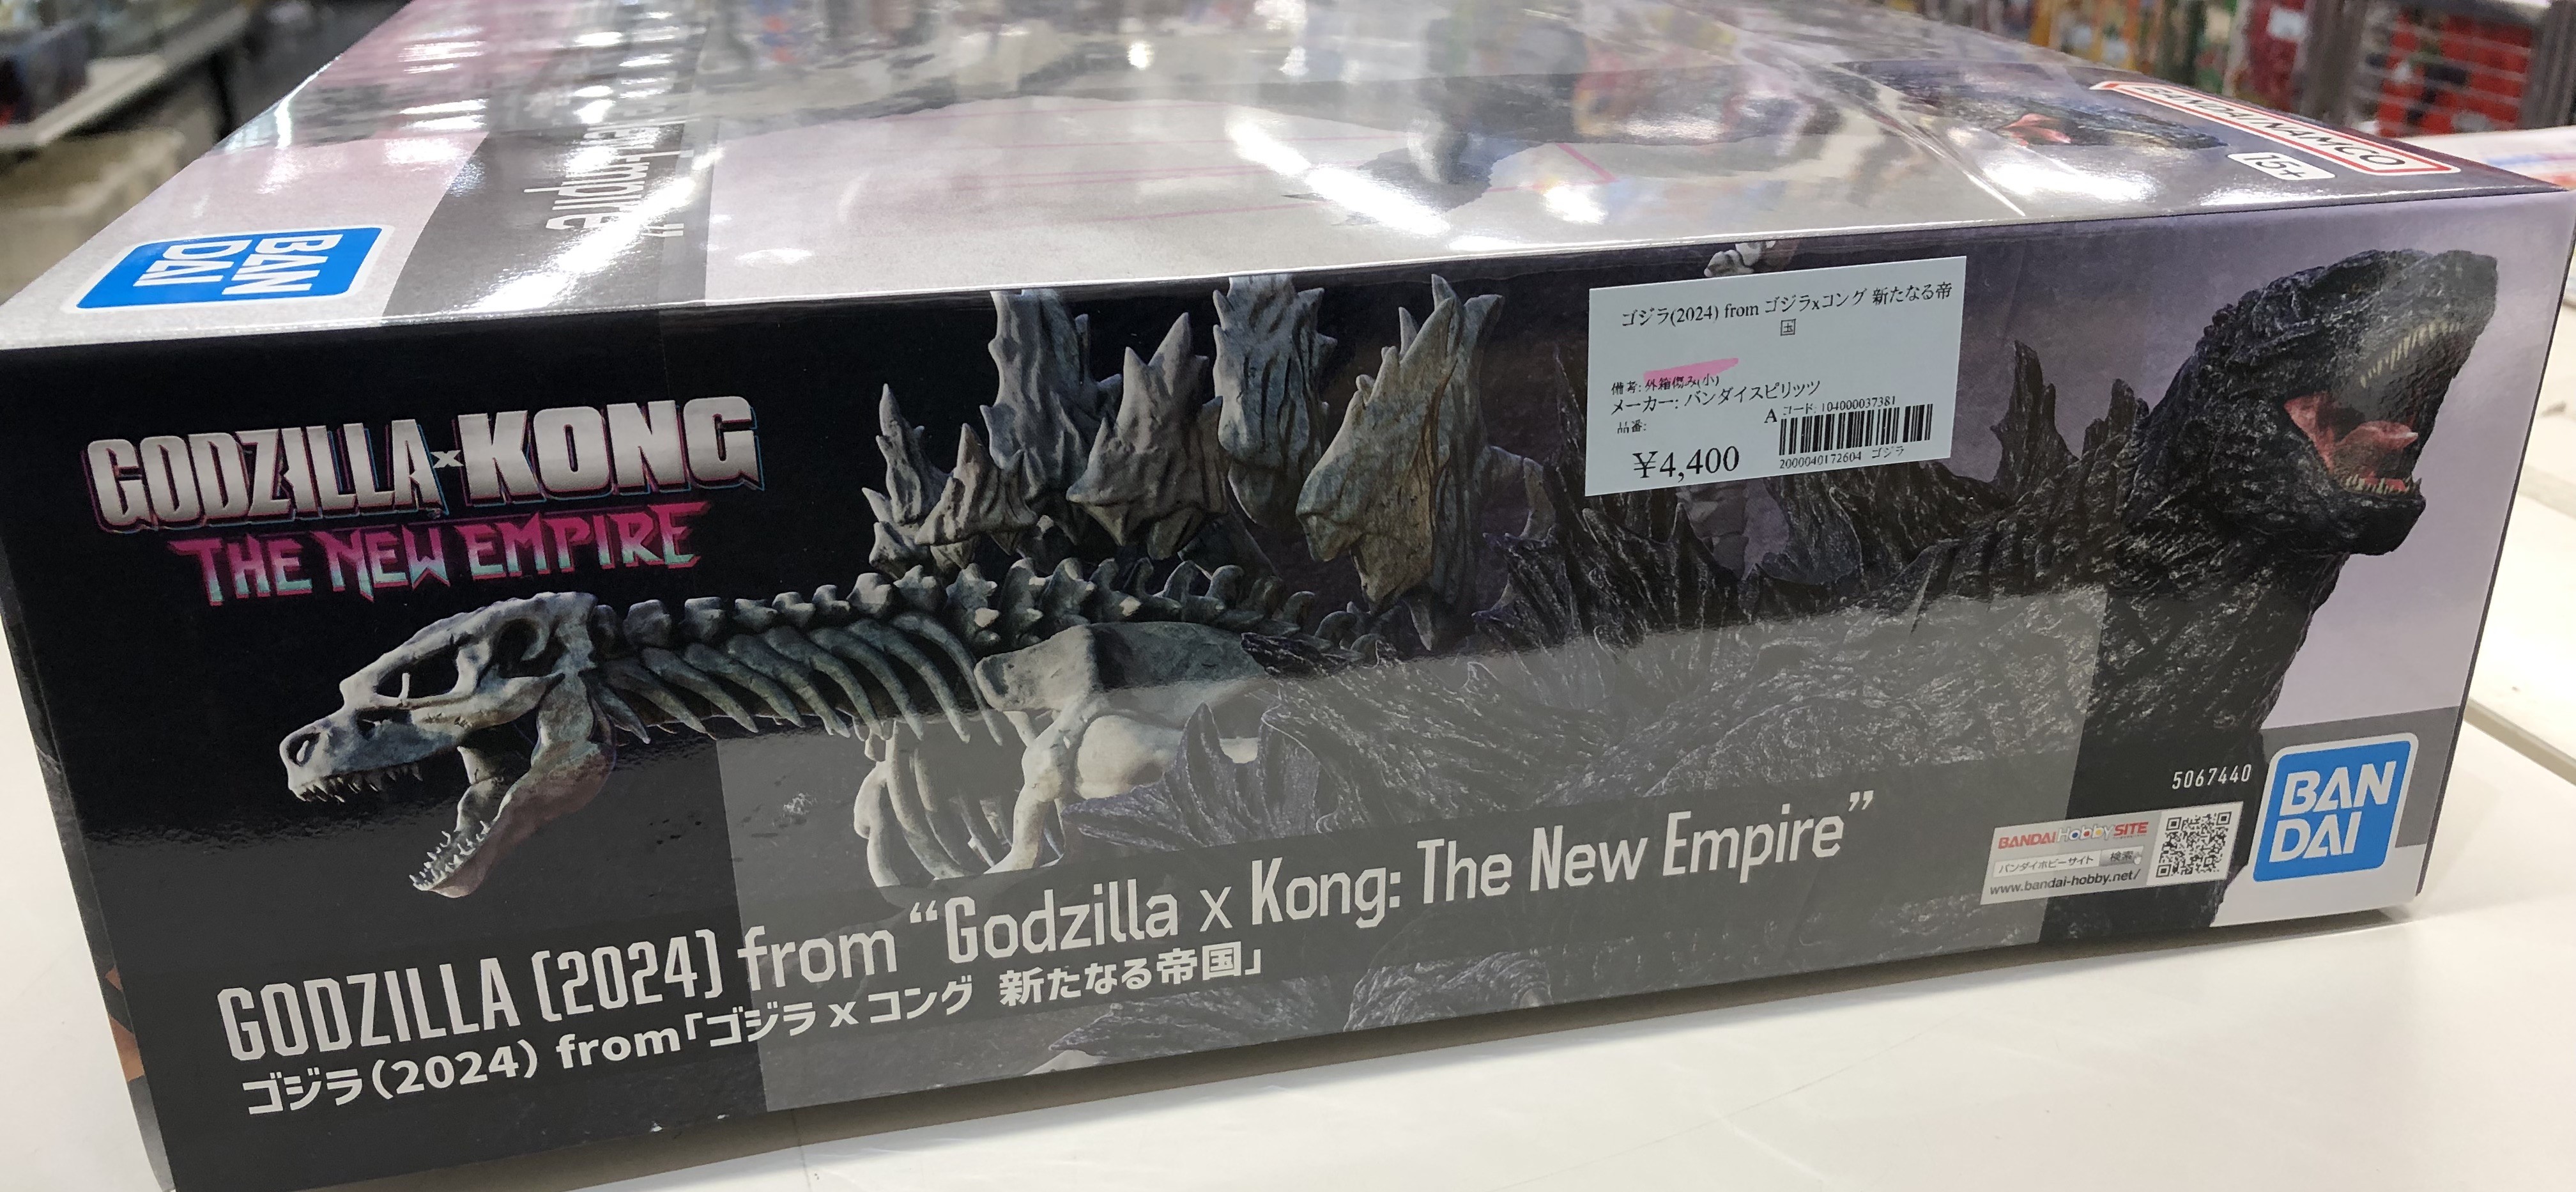 New Empire”
BAN
DAI
BANDAI NAMCO
15+
GODZILLA x KONG
THE NEW EMPIRE
ゴジラ(2024) from ゴジラxコング 新たなる帝
国
備考: 外箱傷み(小)
メーカー: バンダイスピリッツ
A コード: 104000037381
品番:
¥4,400
2000040172604 ゴジラ
5067440
BAN
DAI
BANDAI Hobby SITE
バンダイホビーサイト 検索
www.bandai-hobby.net/
GODZILLA (2024) from “Godzilla x Kong: The New Empire”
ゴジラ(2024) from「ゴジラ x コング 新たなる帝国」